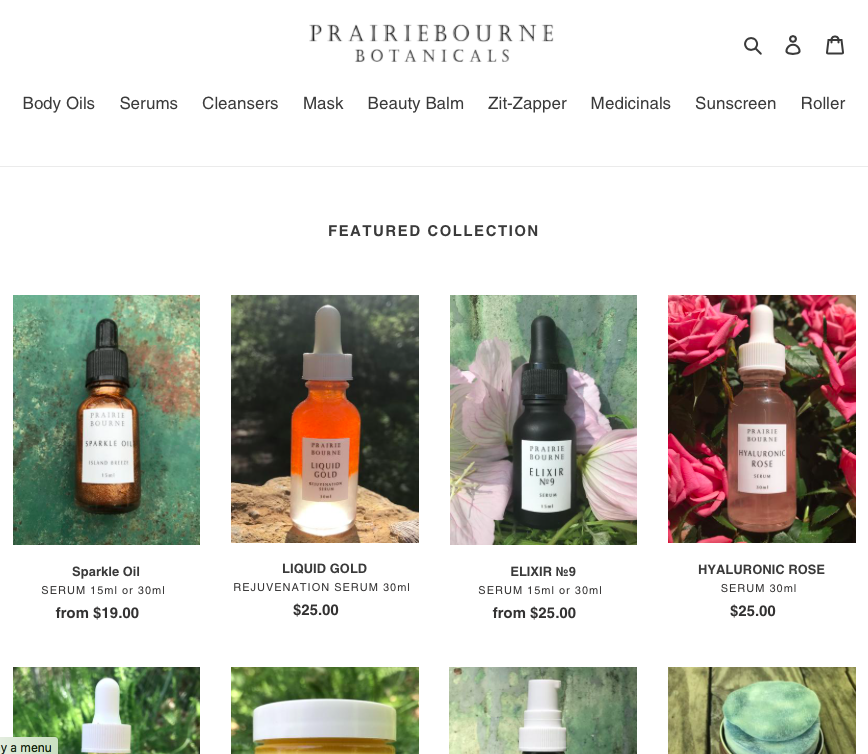 PRAIRIEBOURNE
BOTANICALS
Body Oils Serums Cleansers Mask Beauty Balm Zit-Zapper Medicinals Sunscreen Roller
FEATURED COLLECTION
PRAIRIE
BOURNE
SPARKLE OIL
ISLAND BREEZE
15ml
PRAIRIE
BOURNE
LIQUID
GOLD
REJUVENATION
SERUM
30ml
PRAIRIE
BOURNE
ELIXIR
№9
SERUM
15ml
PRAIRIE
BOURNE
HYALURONIC
ROSE
SERUM
30ml
Sparkle Oil
SERUM 15ml or 30ml
from $19.00
LIQUID GOLD
REJUVENATION SERUM 30ml
$25.00
ELIXIR №9
SERUM 15ml or 30ml
from $25.00
HYALURONIC ROSE
SERUM 30ml
$25.00
y a menu